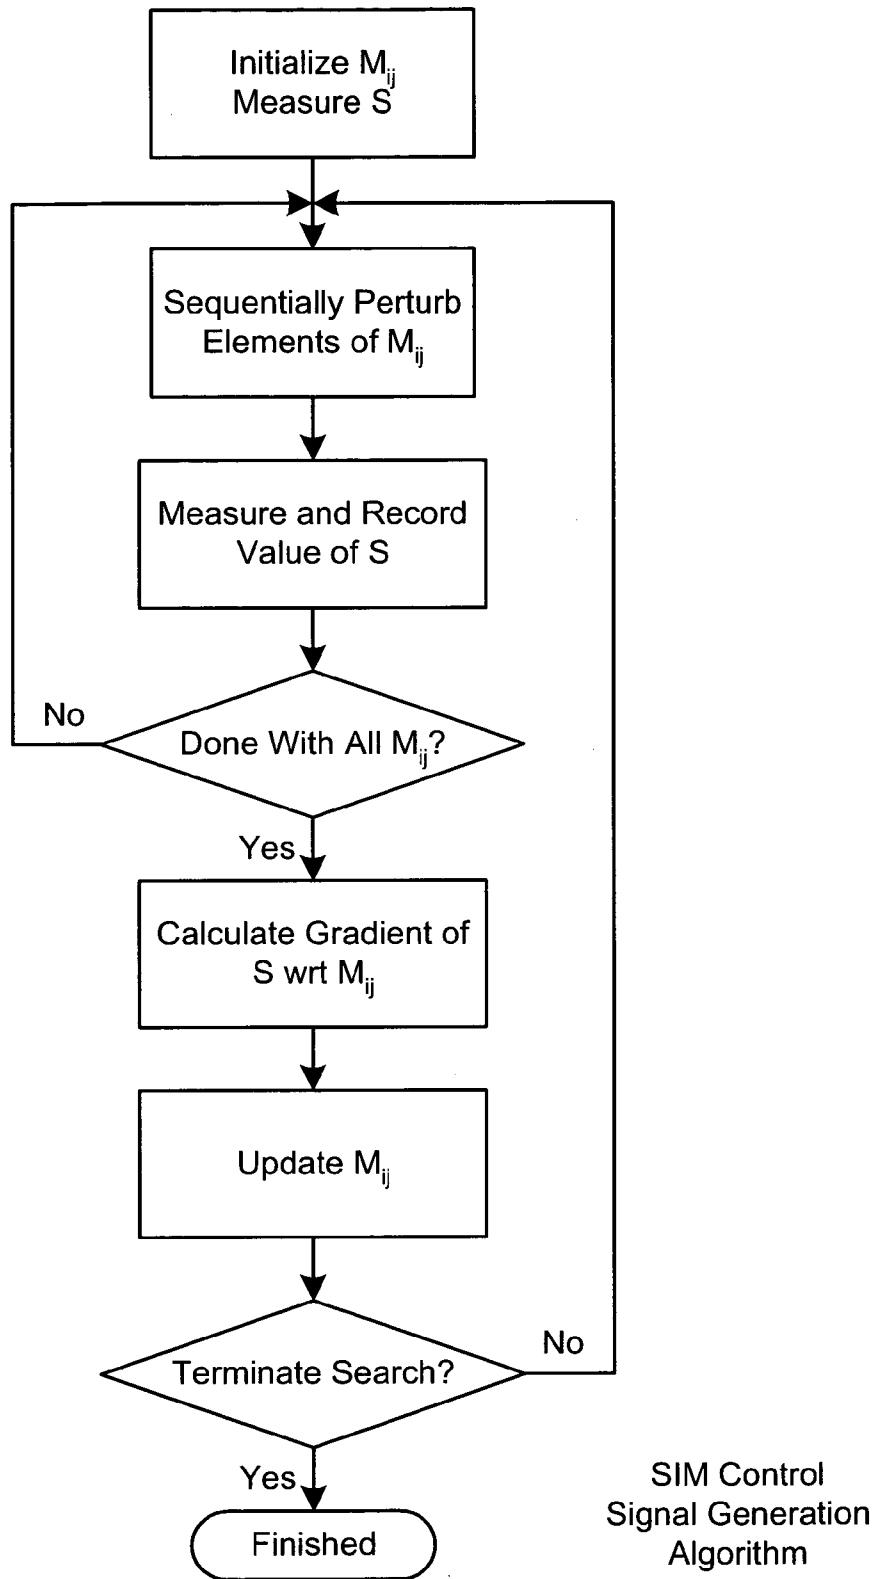 Initialize Mij
Measure S
Sequentially Perturb
Elements of Mij
Measure and Record
Value of S
No
Done With All Mij?
Yes
Calculate Gradient of
S wrt Mij
Update Mij
No
Terminate Search?
Yes
Finished
SIM Control
Signal Generation
Algorithm